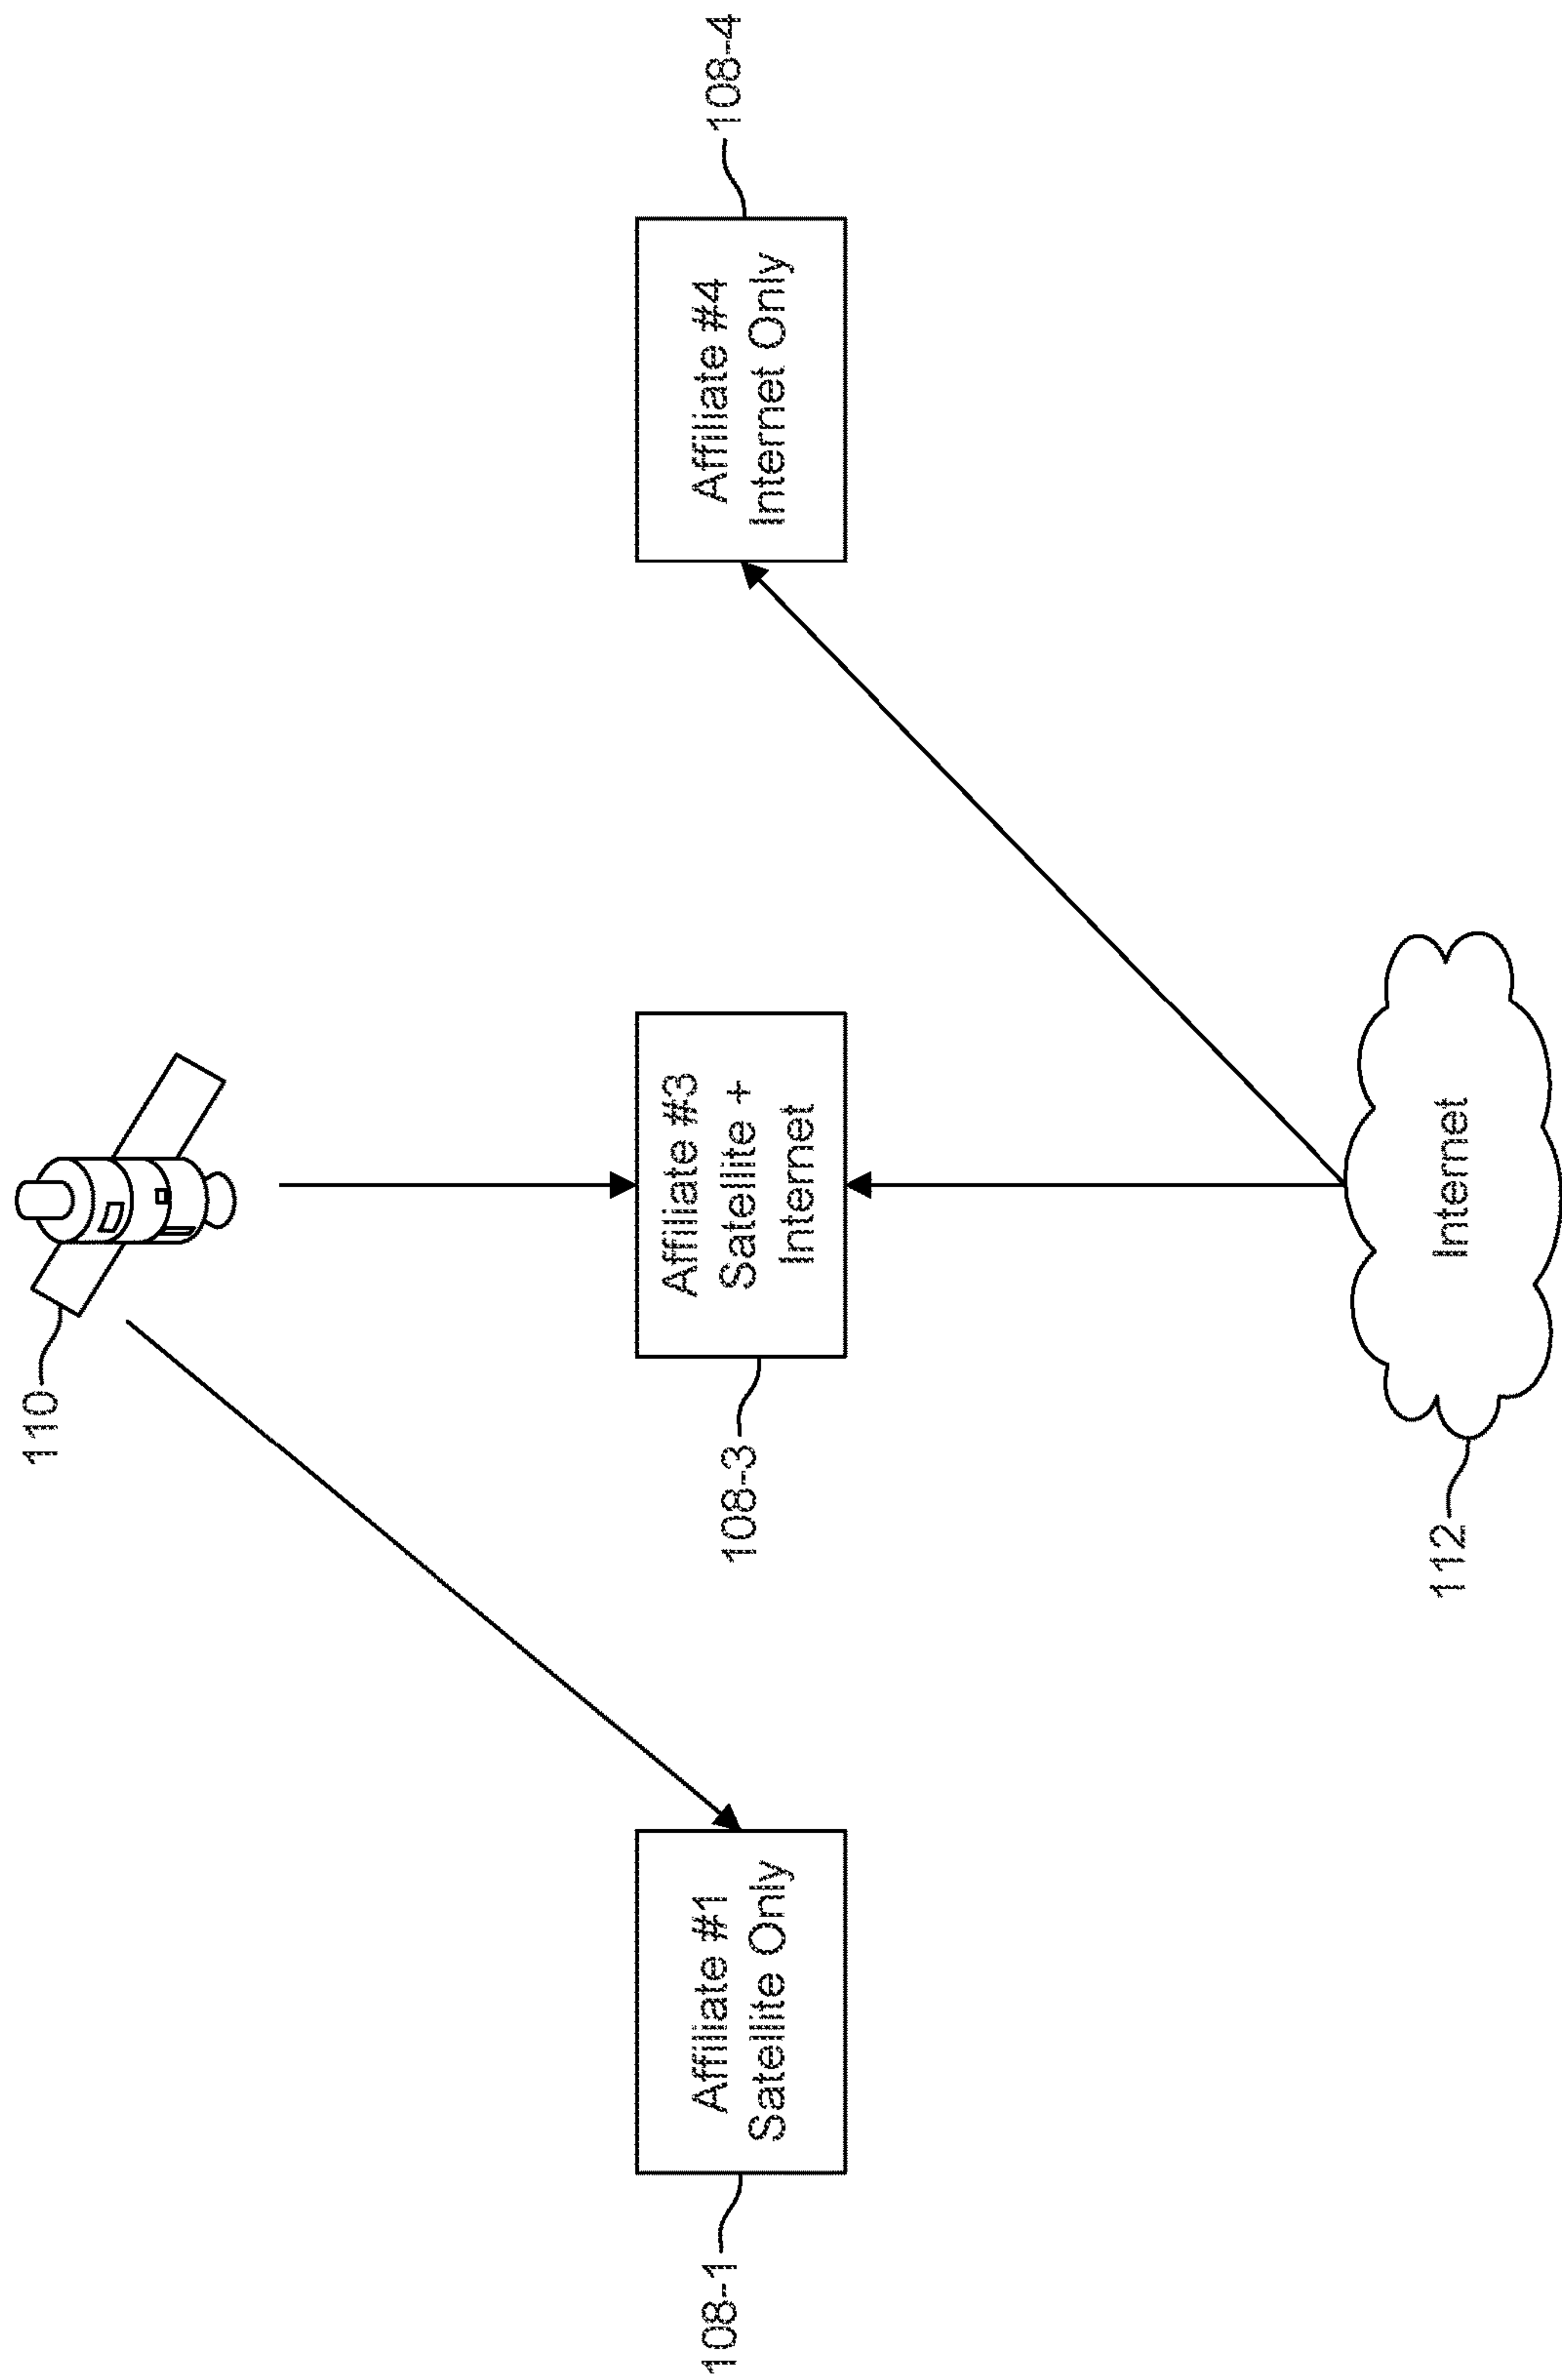 110
Affiliate #1
Satellite Only
108-1
Affiliate #3
Satellite +
Internet
108-3
Affiliate #4
Internet Only
108-4
Internet
112